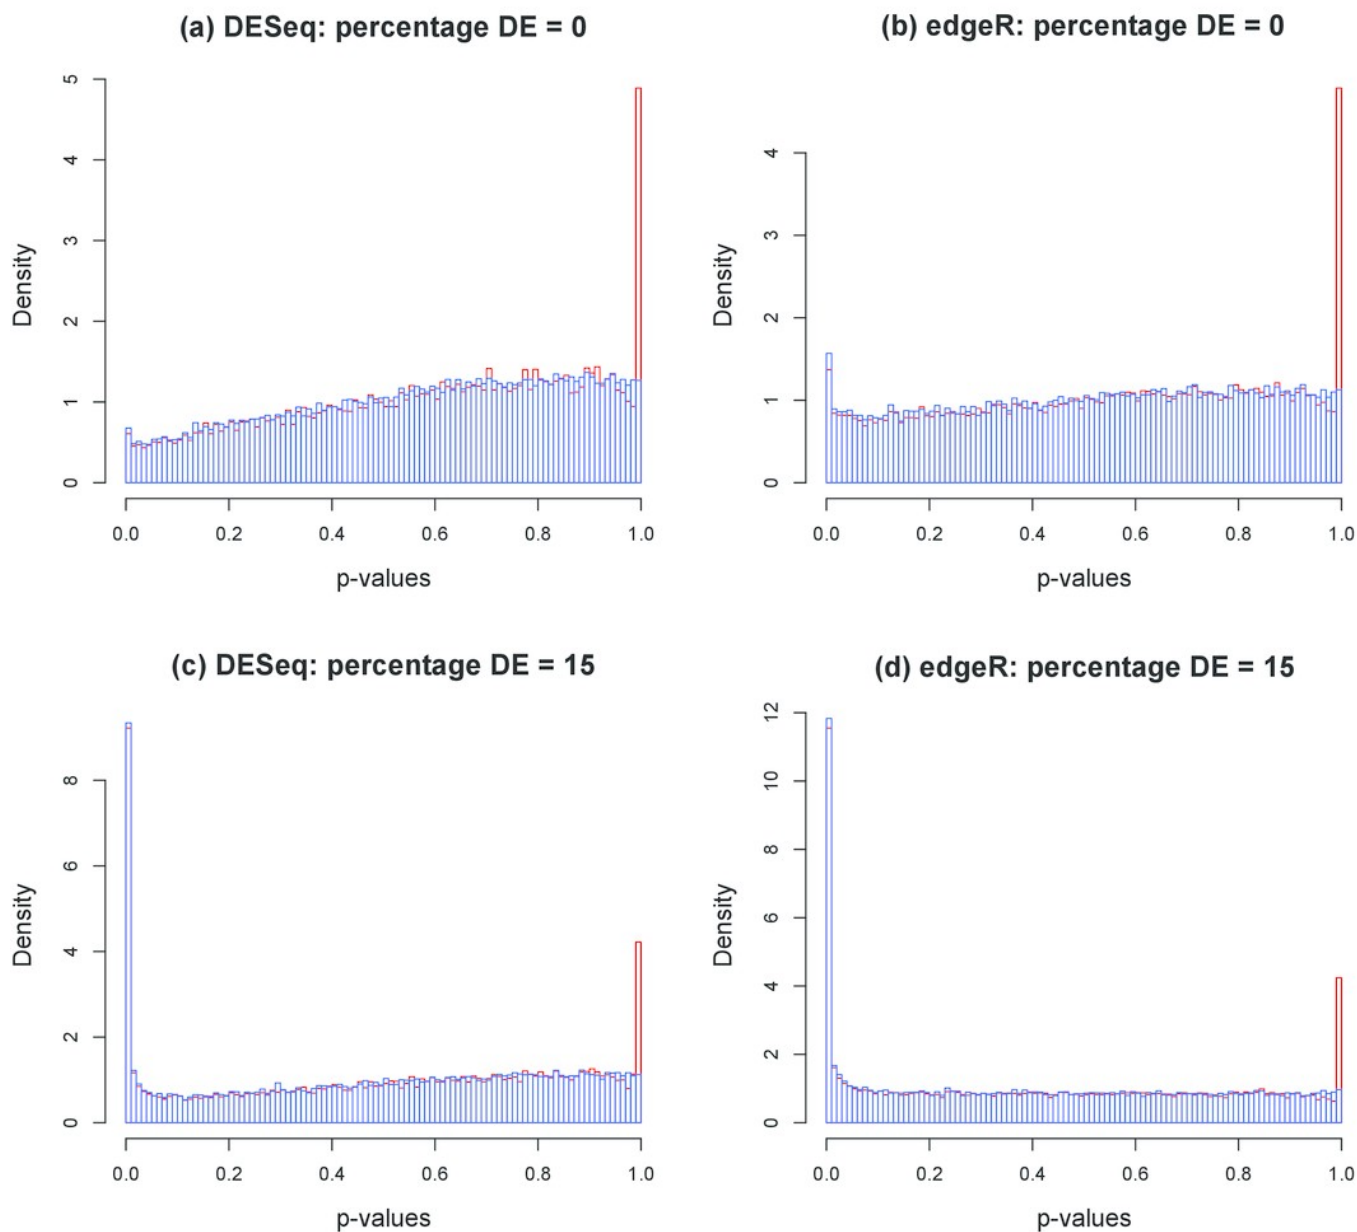 (a) DESeq: percentage DE = 0
5
4
3
2
1
0
Density
0.0 0.2 0.4 0.6 0.8 1.0
p-values
(b) edgeR: percentage DE = 0
4
3
2
1
0
Density
0.0 0.2 0.4 0.6 0.8 1.0
p-values
(c) DESeq: percentage DE = 15
8
6
4
2
0
Density
0.0 0.2 0.4 0.6 0.8 1.0
p-values
(d) edgeR: percentage DE = 15
12
10
8
6
4
2
0
Density
0.0 0.2 0.4 0.6 0.8 1.0
p-values